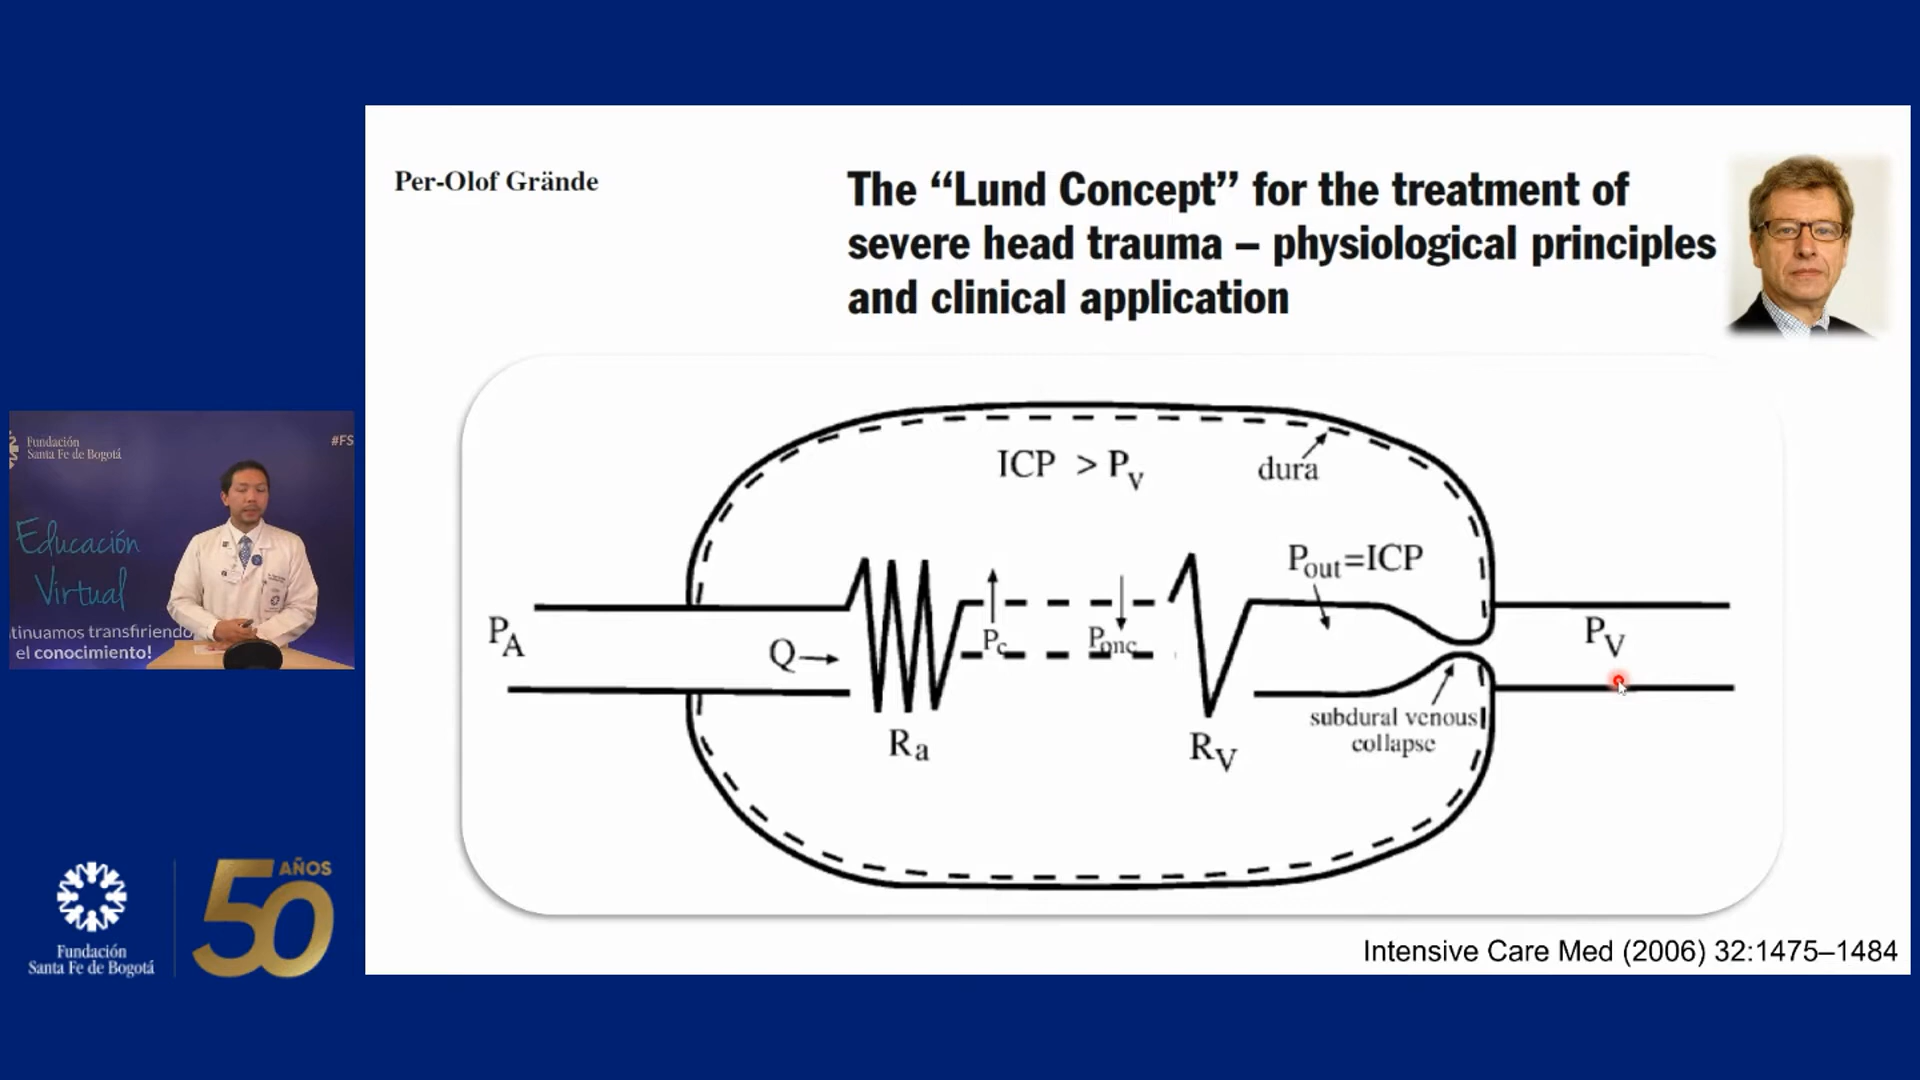 Per-Olof Grände
The “Lund Concept” for the treatment of
severe head trauma – physiological principles
and clinical application
ICP > Pv
dura
Pout=ICP
PA
Q
Pc
Ponc
Ra
RV
subdural venous
collapse
PV
Intensive Care Med (2006) 32:1475–1484
Fundación
Santa Fe de Bogotá
#FS
Educación
Virtual
tinuamos transfiriendo
el conocimiento!
50 AÑOS
Fundación
Santa Fe de Bogotá